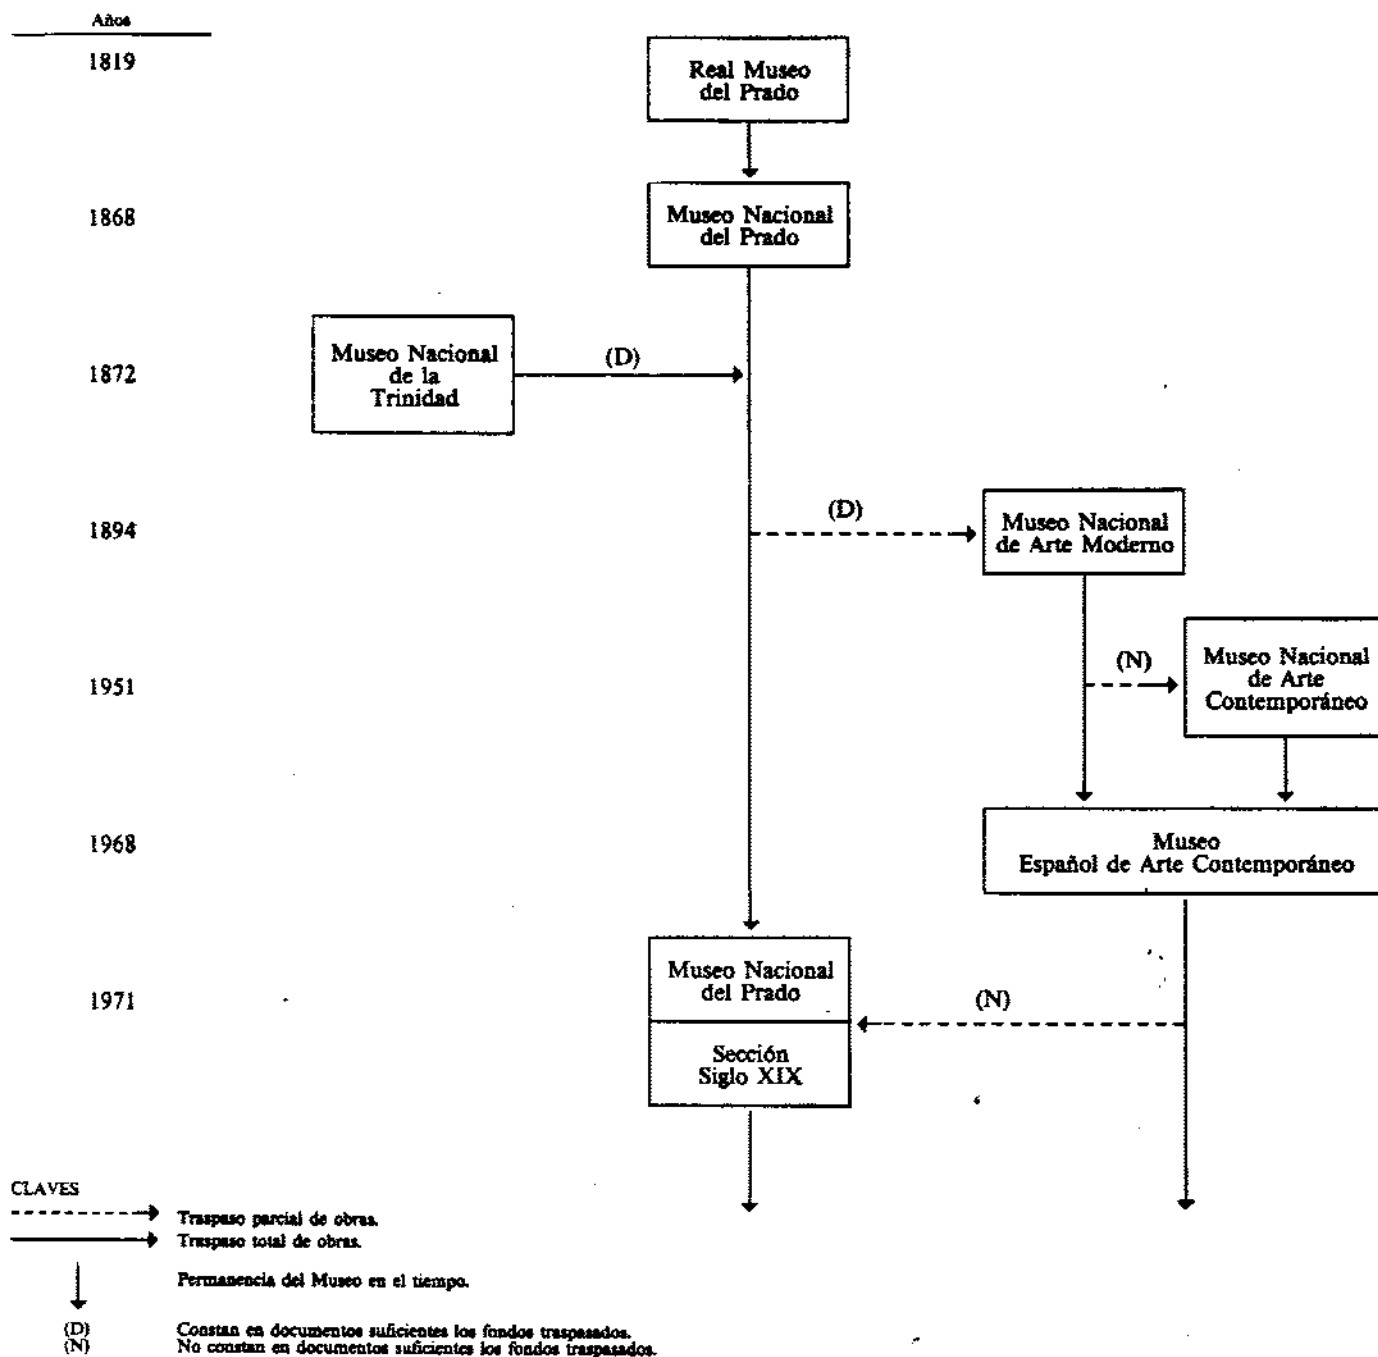 Años
1819
Real Museo
del Prado
1868
Museo Nacional
del Prado
1872
Museo Nacional
de la
Trinidad
(D)
1894
(D)
Museo Nacional
de Arte Moderno
1951
(N)
Museo Nacional
de Arte
Contemporáneo
1968
Museo
Español de Arte Contemporáneo
1971
Museo Nacional
del Prado
(N)
Sección
Siglo XIX
CLAVES
Traspaso parcial de obras.
Traspaso total de obras.
Permanencia del Museo en el tiempo.
(D) Constan en documentos suficientes los fondos traspasados.
(N) No constan en documentos suficientes los fondos traspasados.